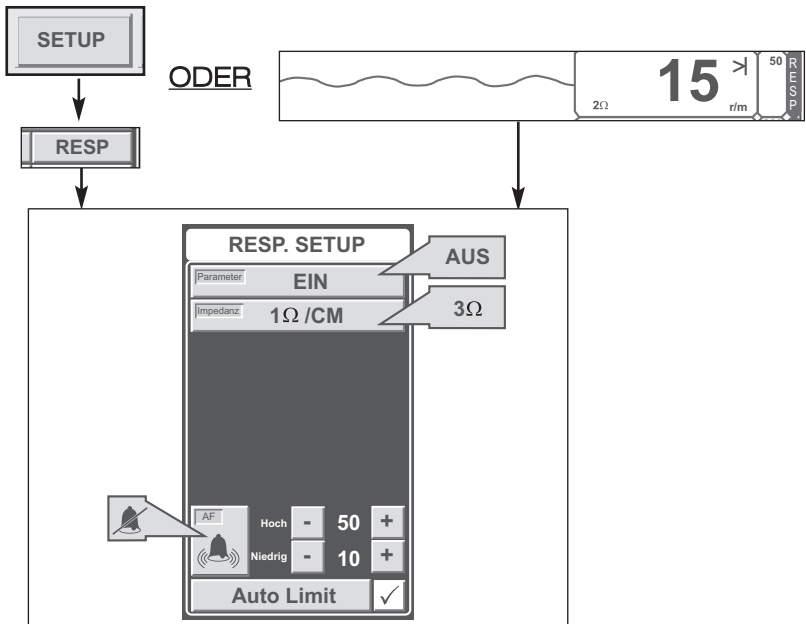 SETUP
ODER
15
50
RESP
2Ω
r/m
RESP
RESP. SETUP
AUS
Parameter
EIN
Impedanz
1Ω /CM
3Ω
AF
Hoch - 50 +
Niedrig - 10 +
Auto Limit ✓